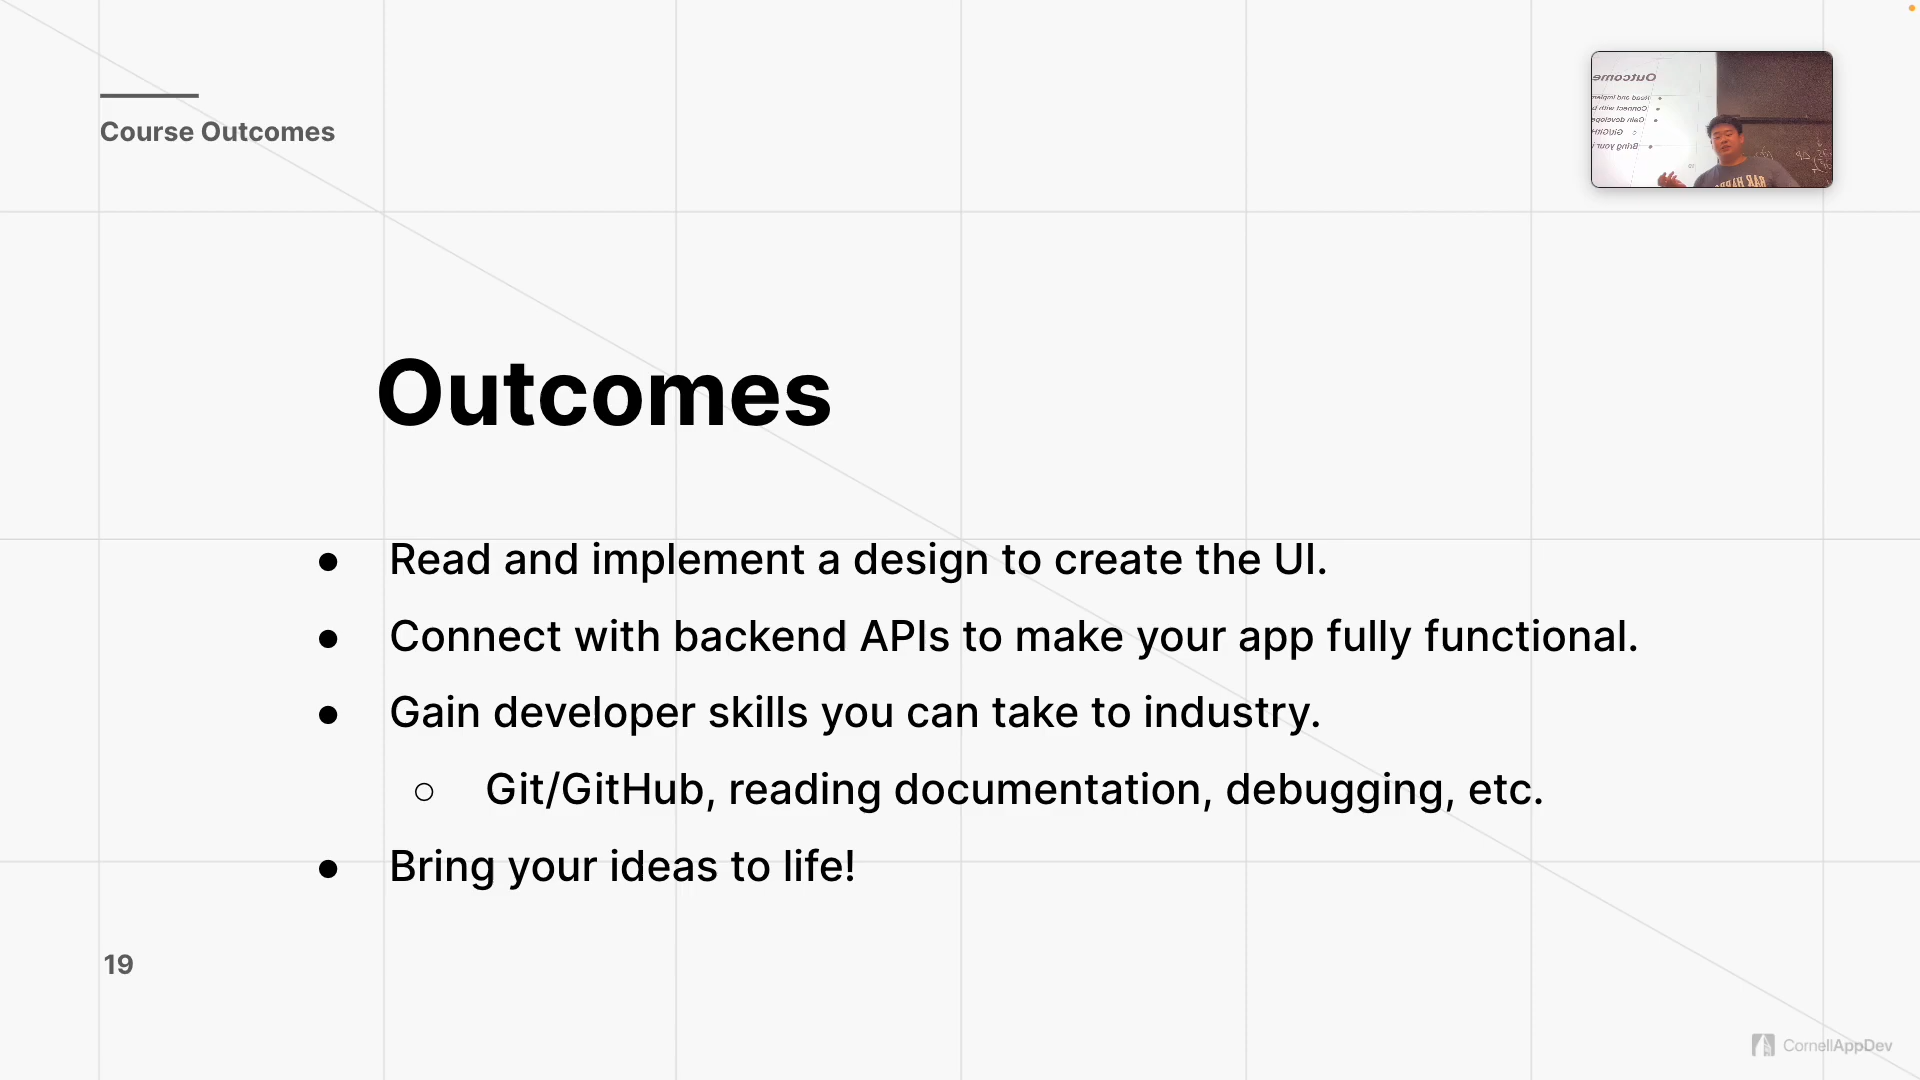 Course Outcomes
Outcomes
● Read and implement a design to create the UI.
● Connect with backend APIs to make your app fully functional.
● Gain developer skills you can take to industry.
○ Git/GitHub, reading documentation, debugging, etc.
● Bring your ideas to life!
19
CornellAppDev